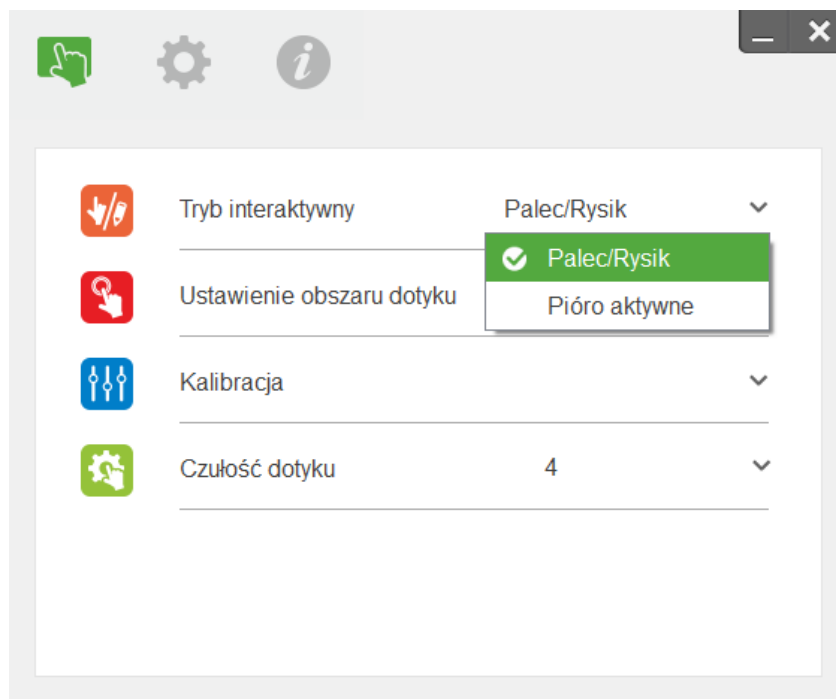 Tryb interaktywny Palec/Rysik
Palec/Rysik
Pióro aktywne
Ustawienie obszaru dotyku
Kalibracja
Czułość dotyku 4